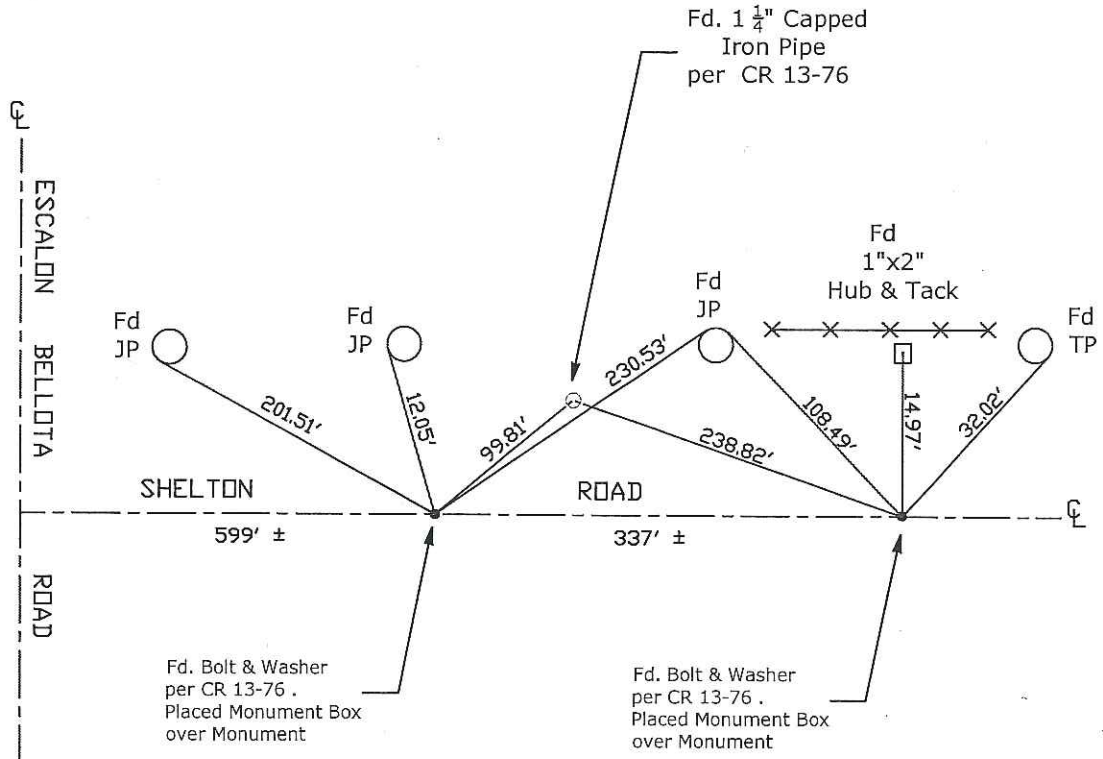 Fd. 1 1/4" Capped
Iron Pipe
per CR 13-76
℄
ESCALON BELLOTA ROAD
Fd
JP
Fd
JP
Fd
JP
Fd
1"x2"
Hub & Tack
Fd
TP
201.51'
12.05'
99.81'
230.53'
238.82'
108.49'
14.97'
32.02'
SHELTON ROAD
℄
599' ±
337' ±
Fd. Bolt & Washer
per CR 13-76 .
Placed Monument Box
over Monument
Fd. Bolt & Washer
per CR 13-76 .
Placed Monument Box
over Monument